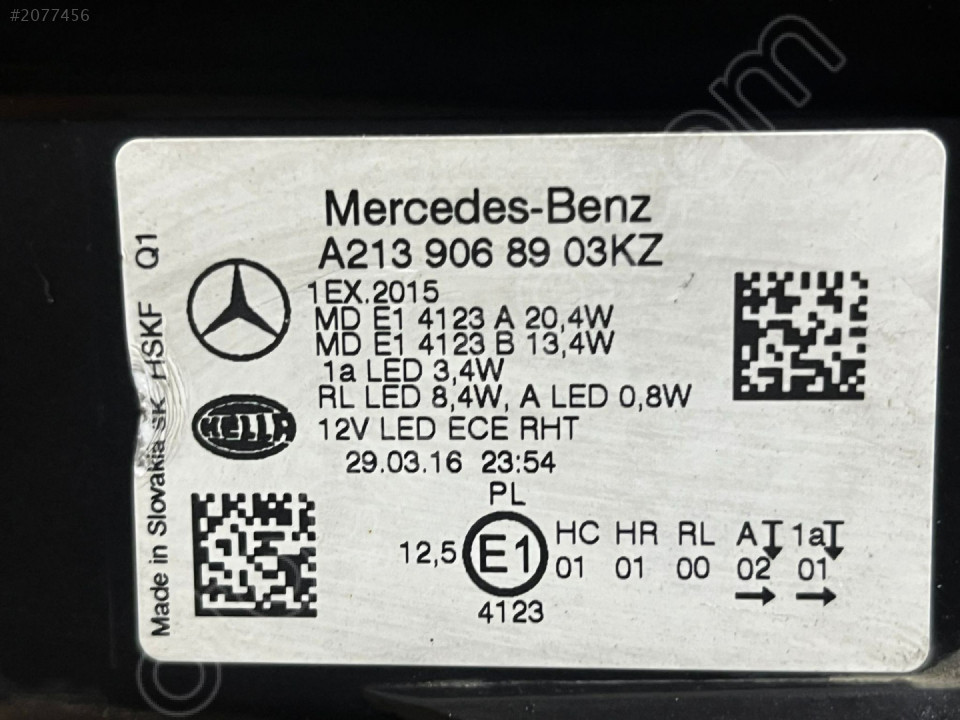 #2077456
Mercedes-Benz
A213 906 89 03KZ
1EX.2015
MD E1 4123 A 20,4W
MD E1 4123 B 13,4W
1a LED 3,4W
RL LED 8,4W, A LED 0,8W
12V LED ECE RHT
29.03.16 23:54
HELLA
Made in Slovakia sk HSKF Q1
PL
12,5 E1 HC HR RL A 1a
01 01 00 02 01
4123
om